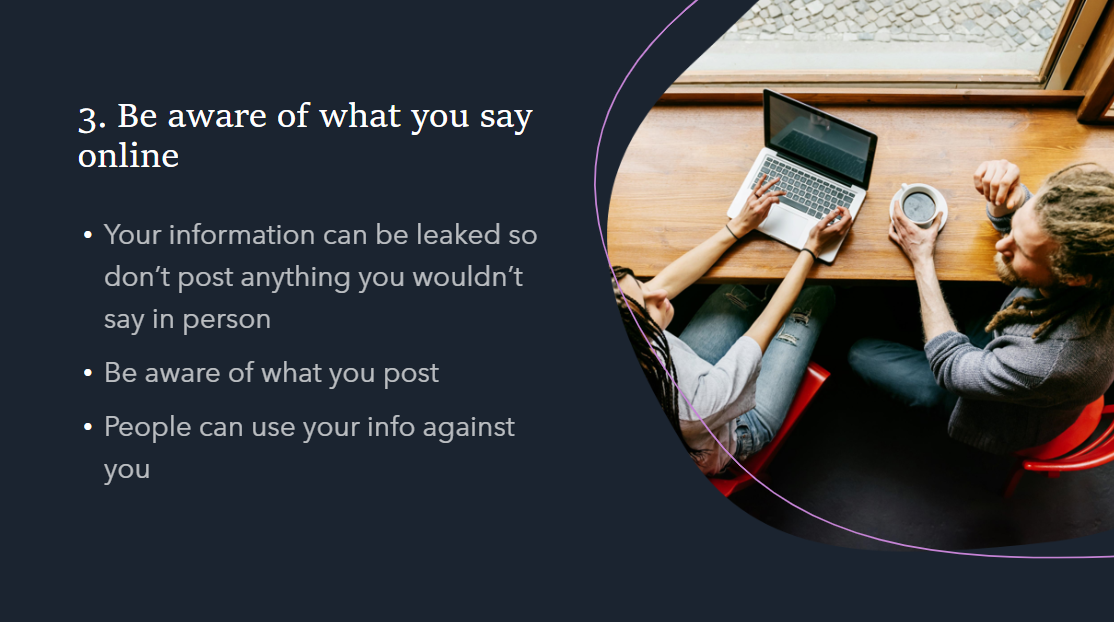 3. Be aware of what you say
online
• Your information can be leaked so
don’t post anything you wouldn’t
say in person
• Be aware of what you post
• People can use your info against
you